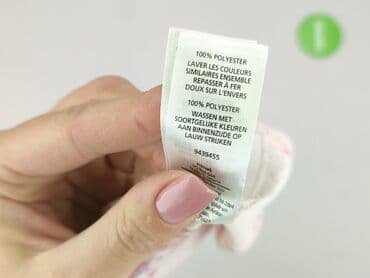 100% POLYESTER
LAVER LES COULEURS
SIMILAIRES ENSEMBLE
REPASSER À FER
DOUX SUR L'ENVERS
100% POLYESTER
WASSEN MET
SOORTGELIJKE KLEUREN
AAN BINNENZIJDE OP
LAUW STRIJKEN
9439455